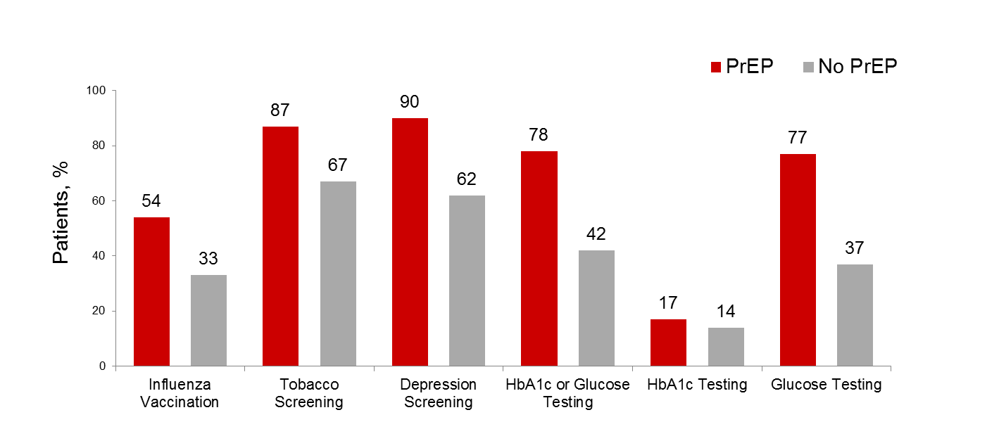 PrEP No PrEP
100
80
60
40
20
0
Patients, %
54
33
87
67
90
62
78
42
17
14
77
37
Influenza
Vaccination
Tobacco
Screening
Depression
Screening
HbA1c or Glucose
Testing
HbA1c Testing
Glucose Testing